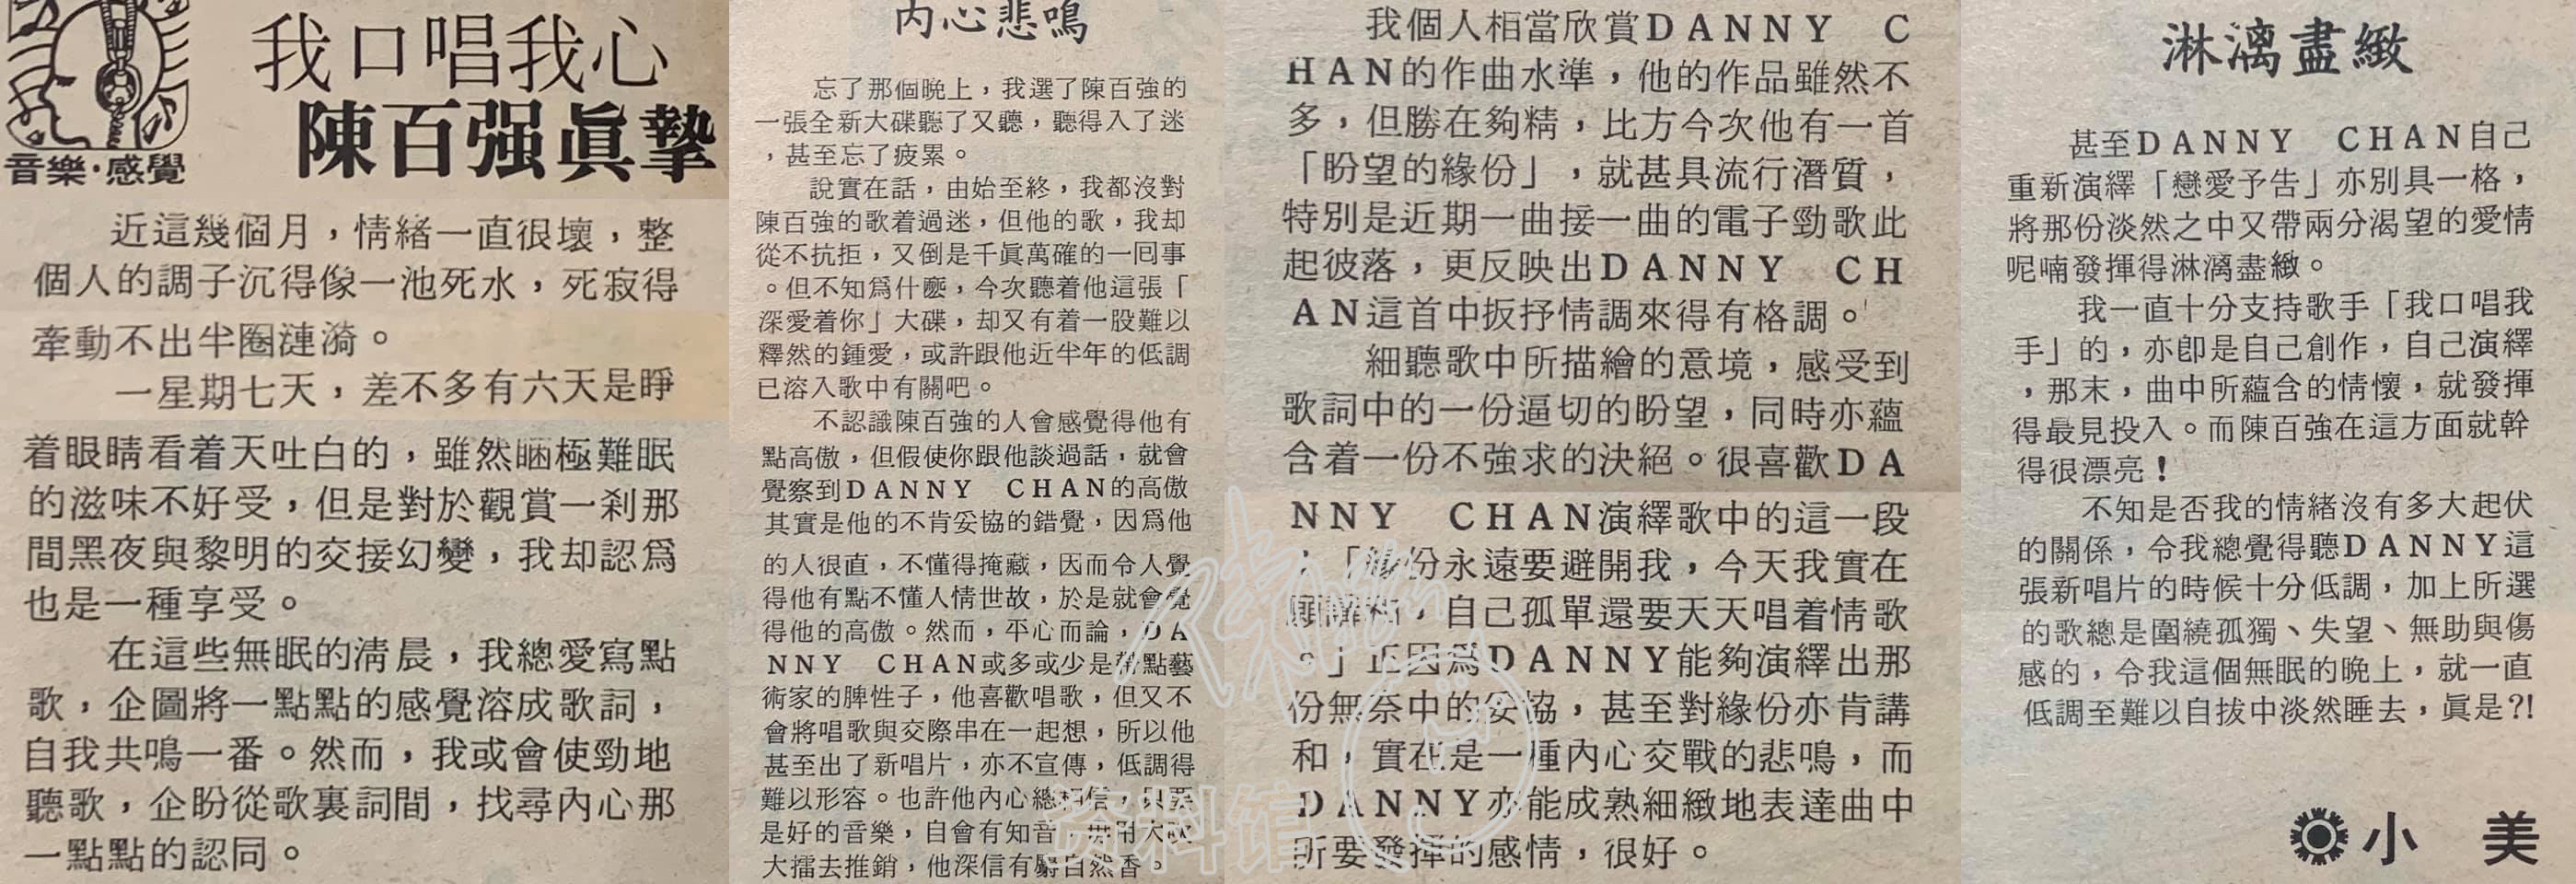 我口唱我心
陳百强眞摯
音樂·感覺
近這幾個月，情緒一直很壞，整
個人的調子沉得像一池死水，死寂得
牽動不出半圈漣漪。
一星期七天，差不多有六天是睜
着眼睛看着天吐白的，雖然睏極難眠
的滋味不好受，但是對於觀賞一刹那
間黑夜與黎明的交接幻變，我却認爲
也是一種享受。
在這些無眠的清晨，我總愛寫點
歌，企圖將一點點的感覺溶成歌詞，
自我共鳴一番。然而，我或會使勁地
聽歌，企盼從歌裏詞間，找尋內心那
一點點的認同。
內心悲鳴
忘了那個晚上，我選了陳百強的
一張全新大碟聽了又聽，聽得入了迷
，甚至忘了疲累。
說實在話，由始至終，我都沒對
陳百強的歌着過迷，但他的歌，我却
從不抗拒，又倒是千眞萬確的一囘事
。但不知爲什麽，今次聽着他這張「
深愛着你」大碟，却又有着一股難以
釋然的鍾愛，或許跟他近半年的低調
已溶入歌中有關吧。
不認識陳百強的人會感覺得他有
點高傲，但假使你跟他談過話，就會
覺察到DANNY CHAN的高傲
其實是他的不肯妥協的錯覺，因爲他
的人很直，不懂得掩藏，因而令人覺
得他有點不懂人情世故，於是就會覺
得他的高傲。然而，平心而論，DA
NNY CHAN或多或少是帶點藝
術家的脾性子，他喜歡唱歌，但又不
會將唱歌與交際串在一起想，所以他
甚至出了新唱片，亦不宣傳，低調得
難以形容。也許他內心總相信，只要
是好的音樂，自會有知音，毋用大吹
大擂去推銷，他深信有麝自然香。
我個人相當欣賞DANNY C
HAN的作曲水準，他的作品雖然不
多，但勝在夠精，比方今次他有一首
「盼望的緣份」，就甚具流行潛質，
特別是近期一曲接一曲的電子勁歌此
起彼落，更反映出DANNY CH
AN這首中板抒情調來得有格調。
細聽歌中所描繪的意境，感受到
歌詞中的一份逼切的盼望，同時亦蘊
含着一份不強求的決絕。很喜歡DA
NNY CHAN演繹歌中的這一段
；「緣份永遠要避開我，今天我實在
願講和，自己孤單還要天天唱着情歌
。」正因爲DANNY能夠演繹出那
份無奈中的妥協，甚至對緣份亦肯講
和，實在是一種內心交戰的悲鳴，而
DANNY亦能成熟細緻地表達曲中
所要發揮的感情，很好。
淋漓盡緻
甚至DANNY CHAN自己
重新演繹「戀愛予告」亦別具一格，
將那份淡然之中又帶兩分渴望的愛情
呢喃發揮得淋漓盡緻。
我一直十分支持歌手「我口唱我
手」的，亦卽是自己創作，自己演繹
，那末，曲中所蘊含的情懷，就發揮
得最見投入。而陳百強在這方面就幹
得很漂亮！
不知是否我的情緒沒有多大起伏
的關係，令我總覺得聽DANNY這
張新唱片的時候十分低調，加上所選
的歌總是圍繞孤獨、失望、無助與傷
感的，令我這個無眠的晚上，就一直
低調至難以自拔中淡然睡去，眞是?!
小 美
资料馆